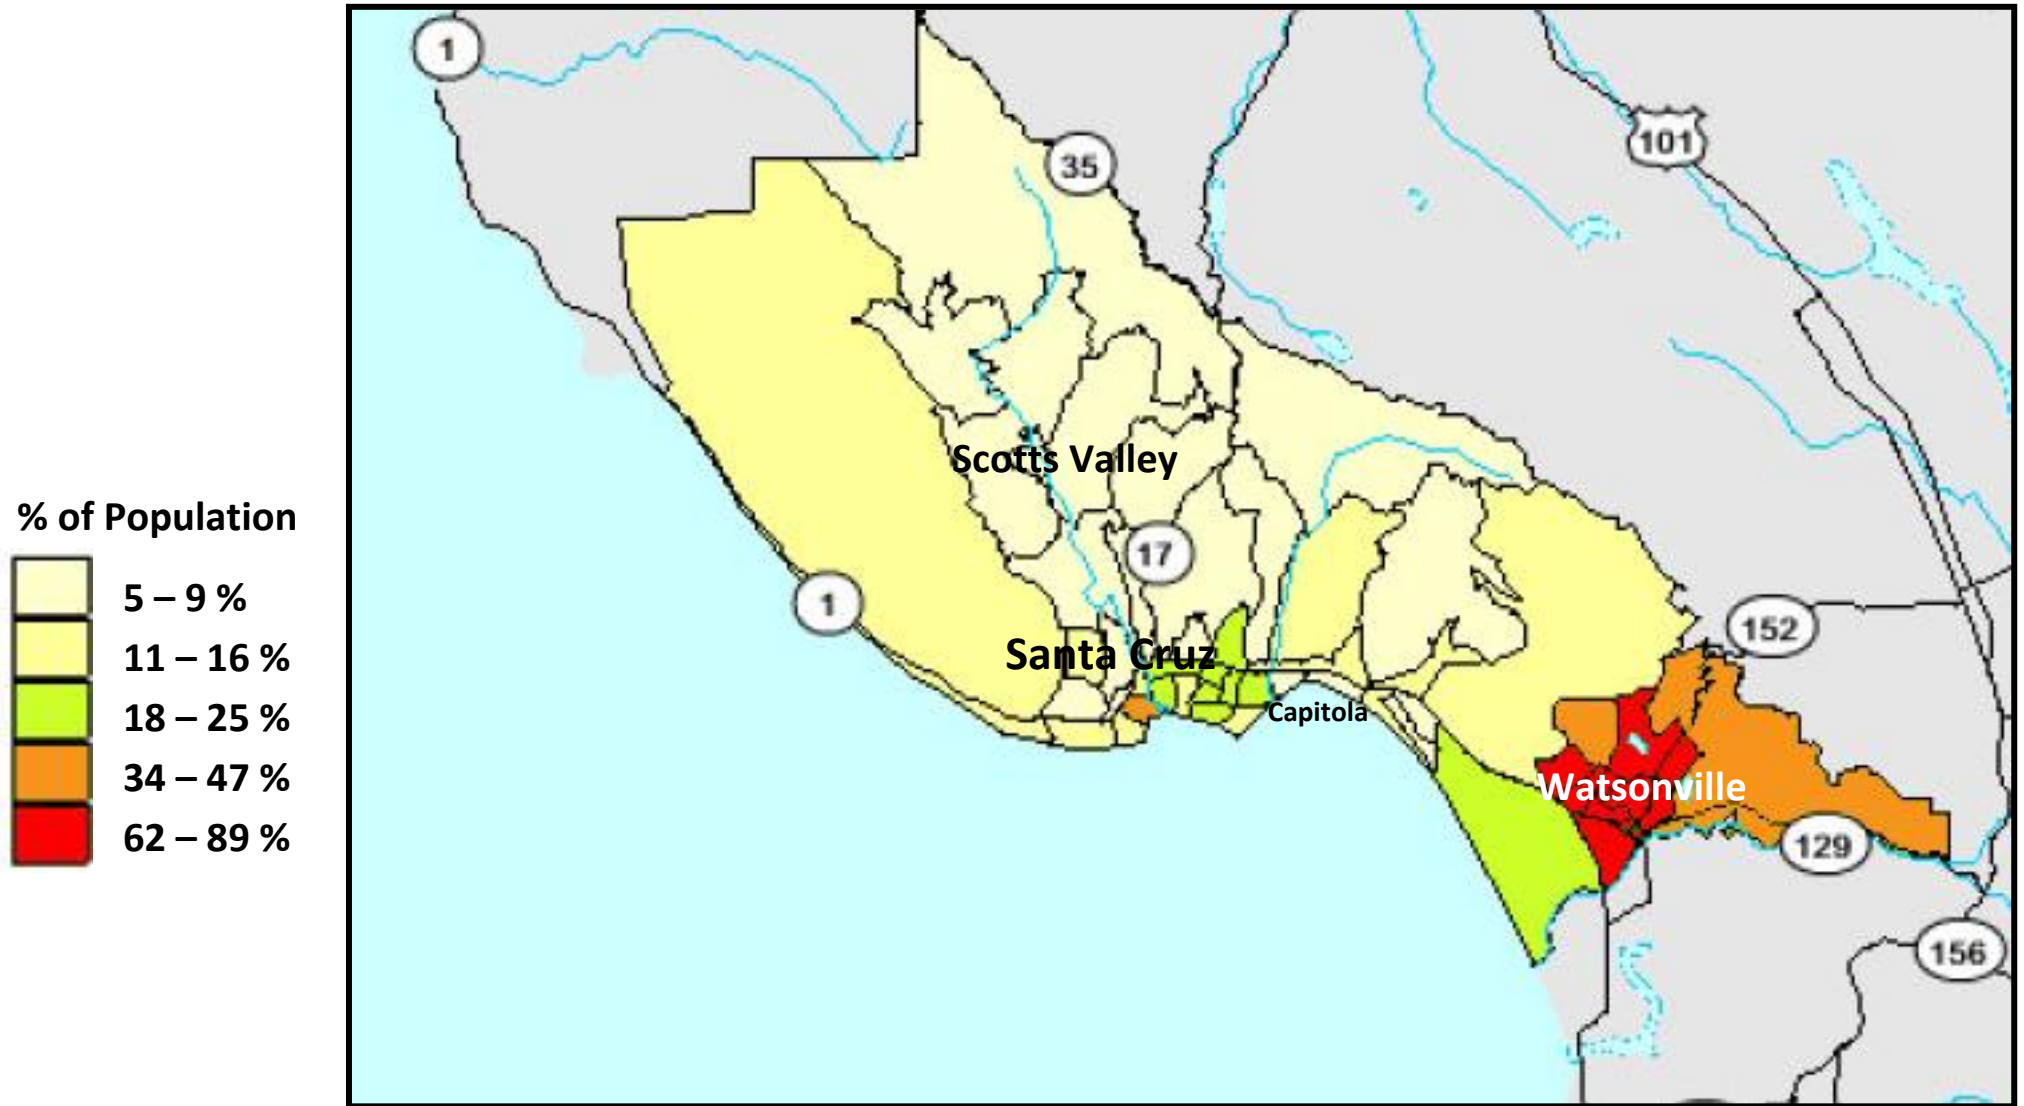 % of Population
5 – 9 %
11 – 16 %
18 – 25 %
34 – 47 %
62 – 89 %
1
35
101
Scotts Valley
17
1
152
Santa Cruz
Capitola
Watsonville
129
156